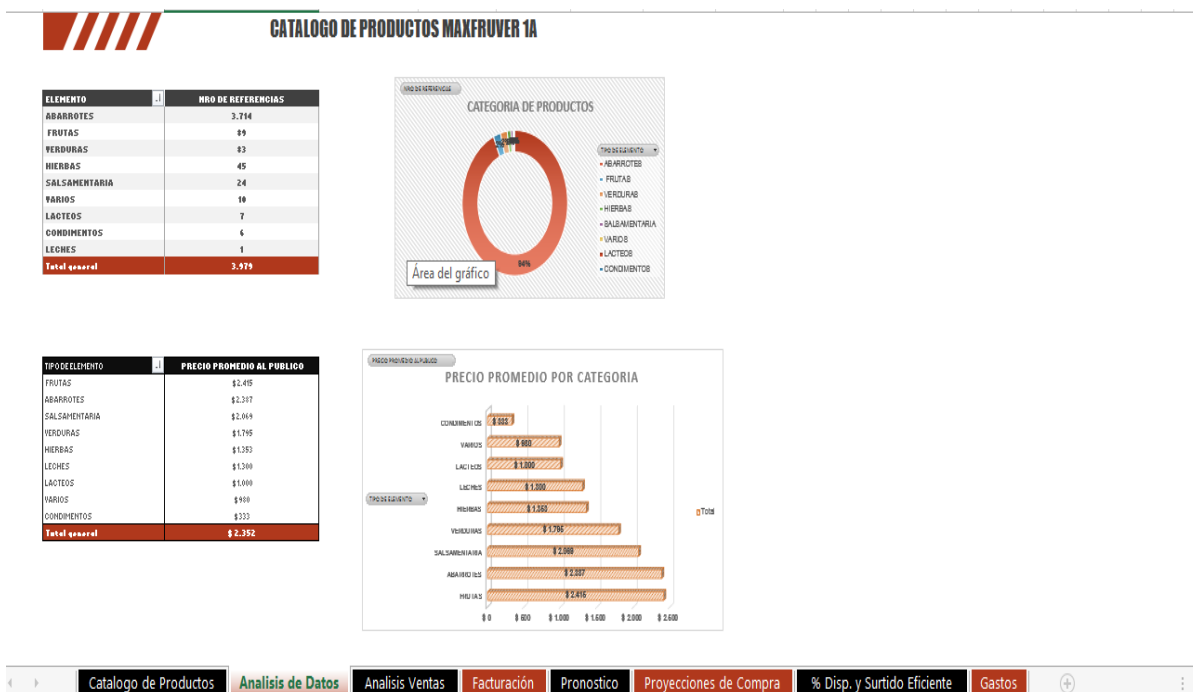 CATALOGO DE PRODUCTOS MAXFRUVER 1A
ELEMENTO NRO DE REFERENCIAS
ABARROTES 3.714
FRUTAS 89
VERDURAS 83
HIERBAS 45
SALSAMENTARIA 24
VARIOS 10
LACTEOS 7
CONDIMENTOS 6
LECHES 1
Total general 3.979
NRO DE REFERENCIAS
CATEGORIA DE PRODUCTOS
94%
TIPO DE ELEMENTO
ABARROTES
FRUTAS
VERDURAS
HIERBAS
SALSAMENTARIA
VARIOS
LACTEOS
CONDIMENTOS
Área del gráfico
TIPO DE ELEMENTO PRECIO PROMEDIO AL PUBLICO
FRUTAS $2.415
ABARROTES $2.387
SALSAMENTARIA $2.069
VERDURAS $1.795
HIERBAS $1.353
LECHES $1.300
LACTEOS $1.000
VARIOS $980
CONDIMENTOS $333
Total general $2.352
PRECIO PROMEDIO AL PUBLICO
PRECIO PROMEDIO POR CATEGORIA
CONDIMENTOS $ 333
VARIOS $ 980
LACTEOS $ 1.000
LECHES $ 1.300
HIERBAS $ 1.353
VERDURAS $ 1.795
SALSAMENTARIA $ 2.069
ABARROTES $ 2.387
FRUTAS $ 2.415
TIPO DE ELEMENTO
Total
$ 0 $ 500 $ 1.000 $ 1.500 $ 2.000 $ 2.500
Catalogo de Productos Analisis de Datos Analisis Ventas Facturación Pronostico Proyecciones de Compra % Disp. y Surtido Eficiente Gastos